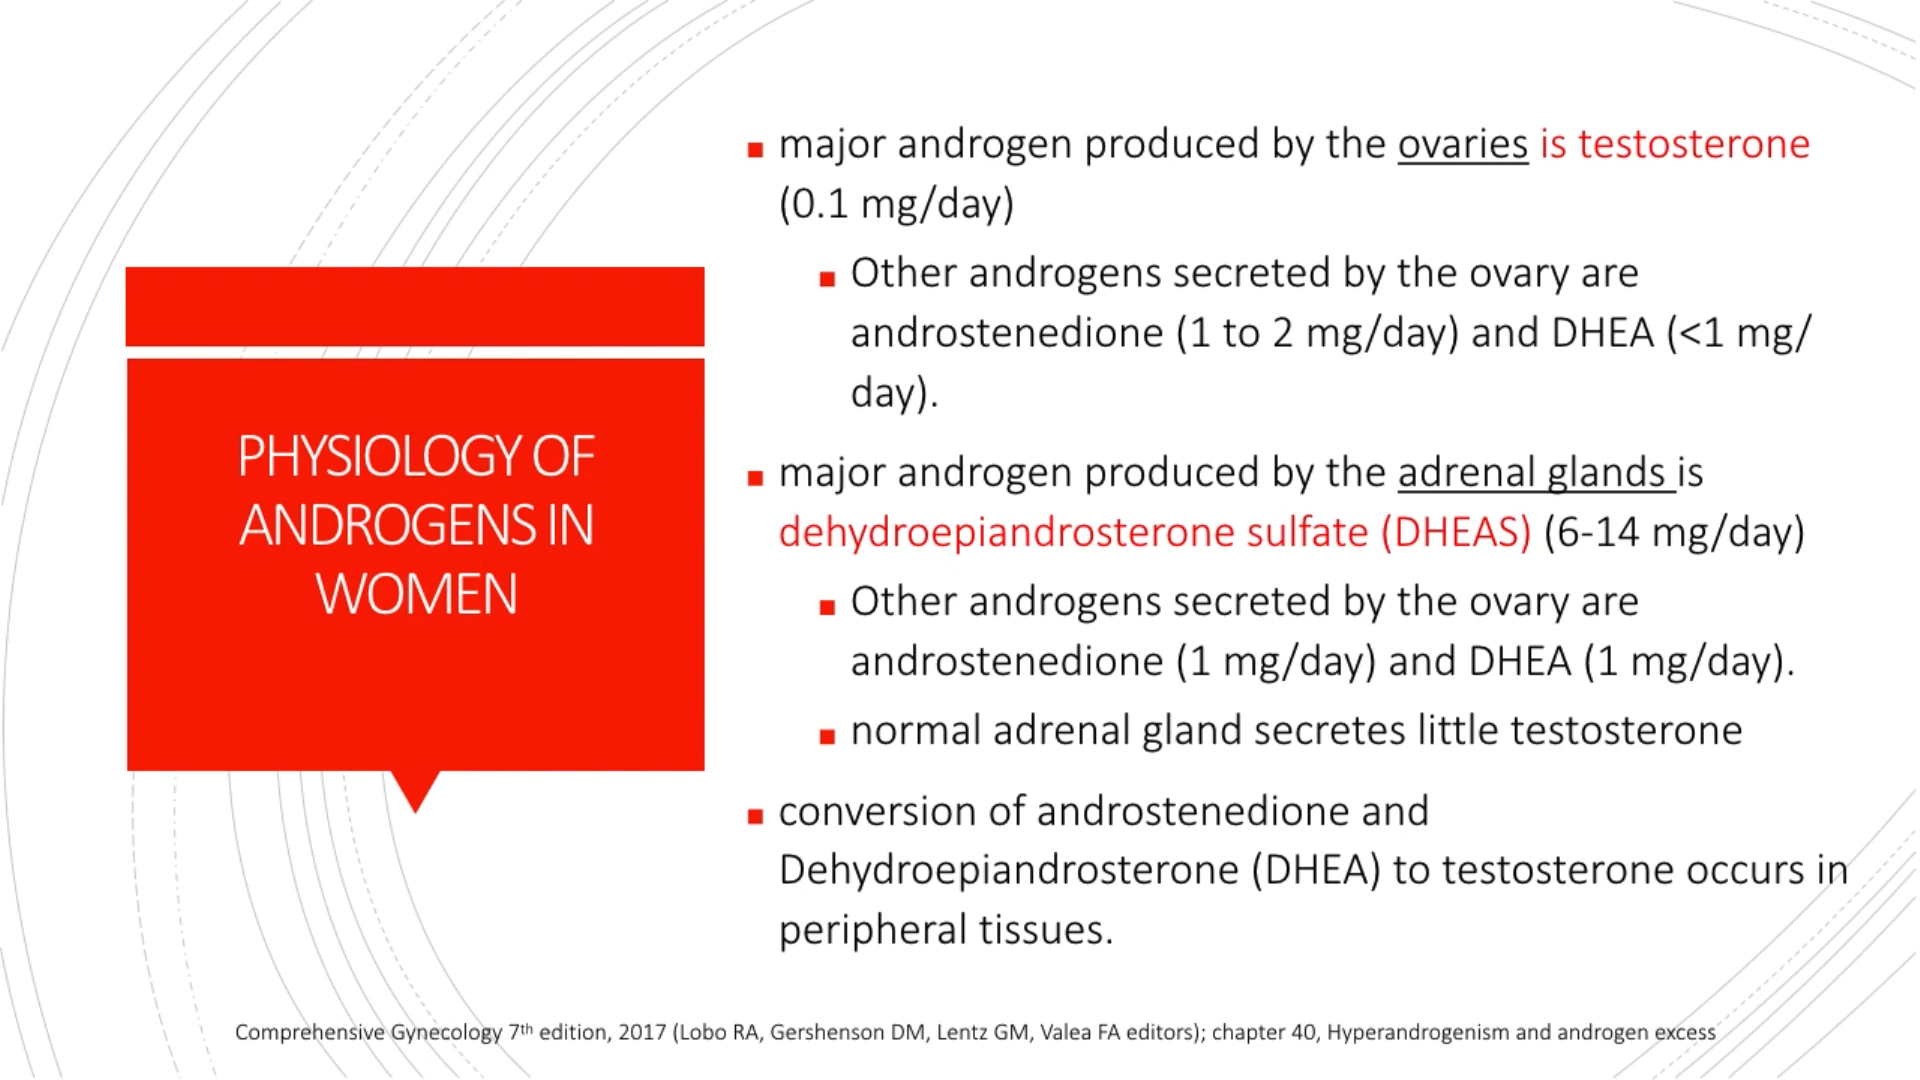 PHYSIOLOGY OF
ANDROGENS IN
WOMEN
■ major androgen produced by the ovaries is testosterone
(0.1 mg/day)
■ Other androgens secreted by the ovary are
androstenedione (1 to 2 mg/day) and DHEA (<1 mg/
day).
■ major androgen produced by the adrenal glands is
dehydroepiandrosterone sulfate (DHEAS) (6-14 mg/day)
■ Other androgens secreted by the ovary are
androstenedione (1 mg/day) and DHEA (1 mg/day).
■ normal adrenal gland secretes little testosterone
■ conversion of androstenedione and
Dehydroepiandrosterone (DHEA) to testosterone occurs in
peripheral tissues.
Comprehensive Gynecology 7th edition, 2017 (Lobo RA, Gershenson DM, Lentz GM, Valea FA editors); chapter 40, Hyperandrogenism and androgen excess